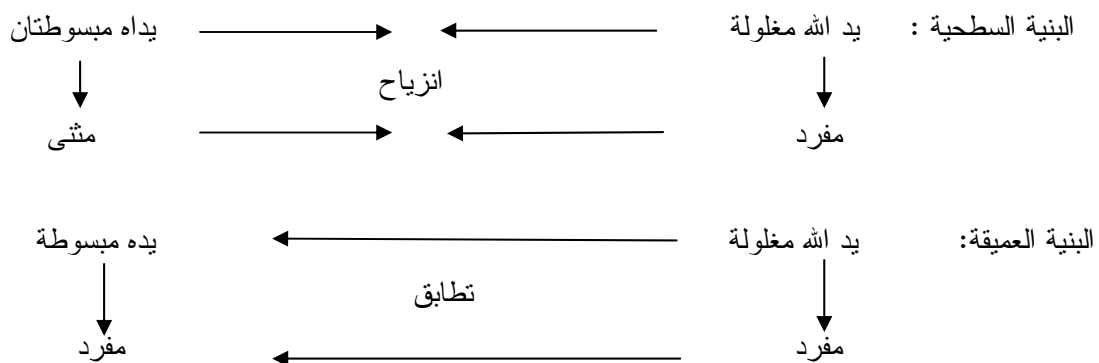 البنية السطحية : يد الله مغلولة يداه مبسوطتان
انزياح
مفرد مثنى
البنية العميقة: يد الله مغلولة يده مبسوطة
تطابق
مفرد مفرد